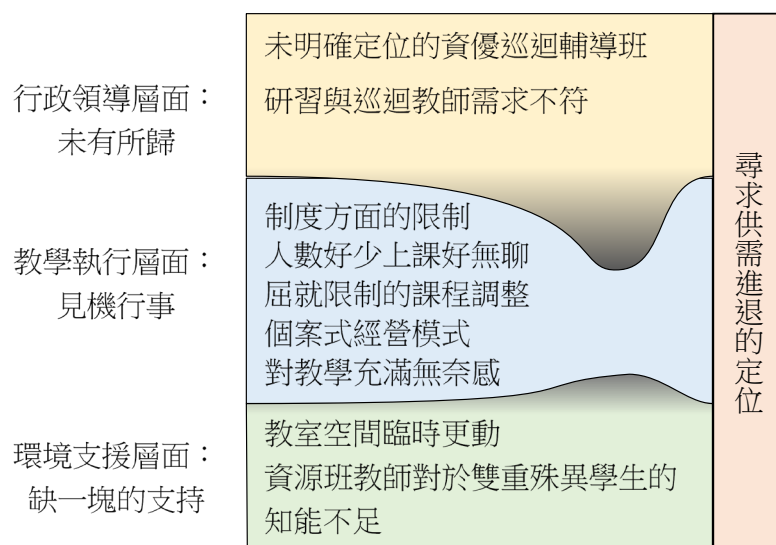 行政領導層面：
未有所歸
未明確定位的資優巡迴輔導班
研習與巡迴教師需求不符
教學執行層面：
見機行事
制度方面的限制
人數好少上課好無聊
屈就限制的課程調整
個案式經營模式
對教學充滿無奈感
環境支援層面：
缺一塊的支持
教室空間臨時更動
資源班教師對於雙重殊異學生的
知能不足
尋求供需進退的定位